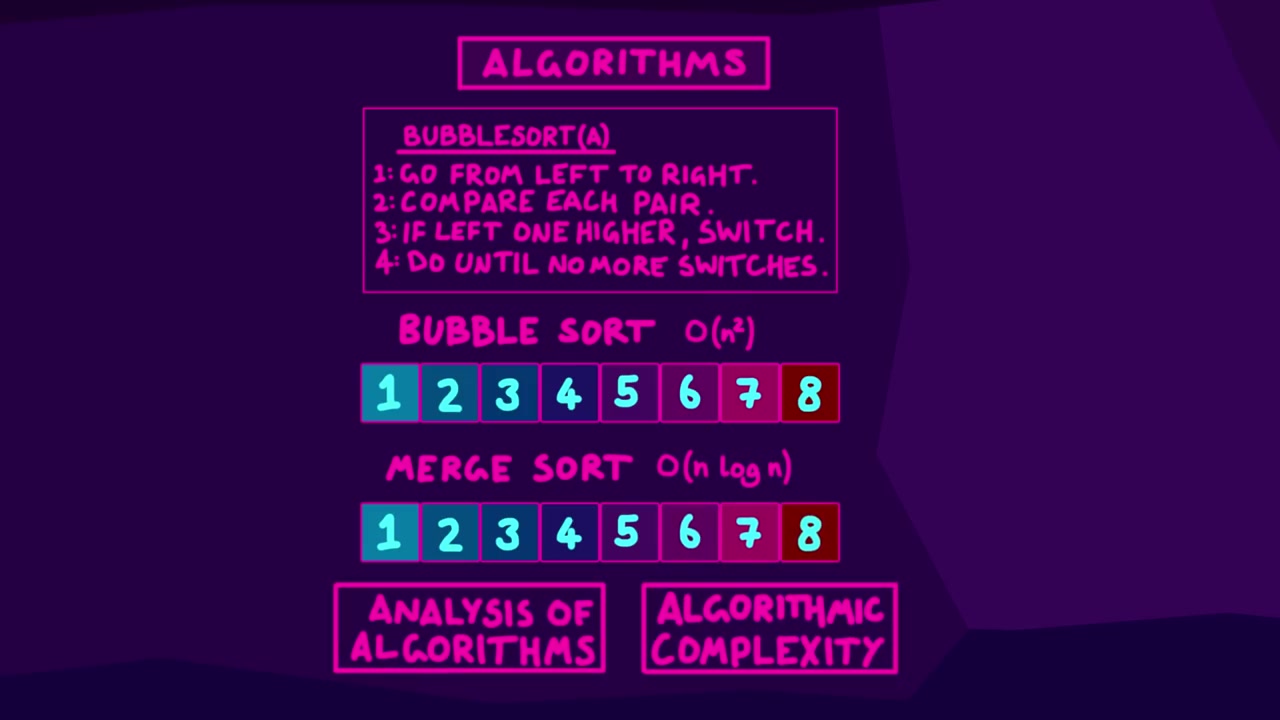 ALGORITHMS
BUBBLESORT(A)
1: GO FROM LEFT TO RIGHT.
2: COMPARE EACH PAIR.
3: IF LEFT ONE HIGHER, SWITCH.
4: DO UNTIL NO MORE SWITCHES.
BUBBLE SORT O(n²)
1 2 3 4 5 6 7 8
MERGE SORT O(n log n)
1 2 3 4 5 6 7 8
ANALYSIS OF
ALGORITHMS
ALGORITHMIC
COMPLEXITY